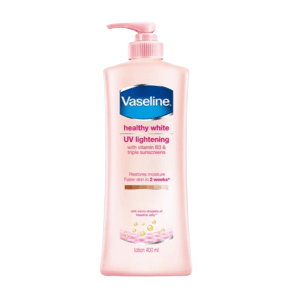 Vaseline.
healthy white
UV lightening
with vitamin B3 &
triple sunscreens
Restores moisture
Fairer skin in 2 weeks**
lotion 400 ml